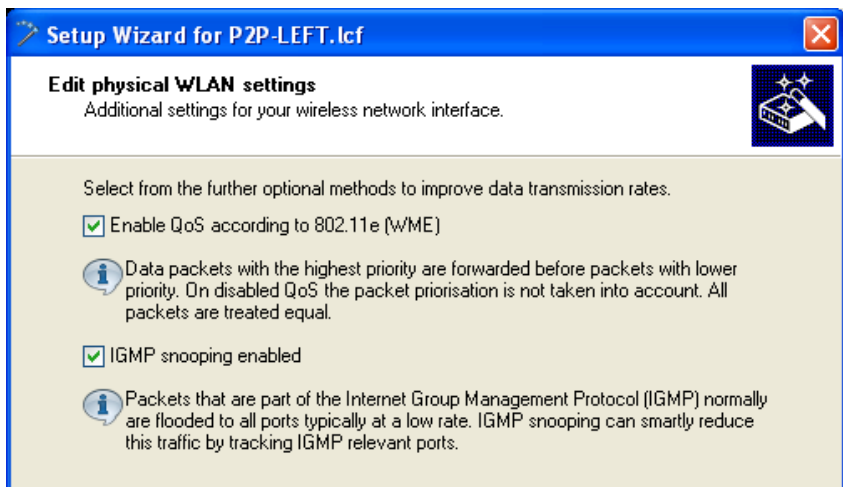 Setup Wizard for P2P-LEFT.lcf
Edit physical WLAN settings
Additional settings for your wireless network interface.
Select from the further optional methods to improve data transmission rates.
Enable QoS according to 802.11e (WME)
Data packets with the highest priority are forwarded before packets with lower
priority. On disabled QoS the packet priorisation is not taken into account. All
packets are treated equal.
IGMP snooping enabled
Packets that are part of the Internet Group Management Protocol (IGMP) normally
are flooded to all ports typically at a low rate. IGMP snooping can smartly reduce
this traffic by tracking IGMP relevant ports.